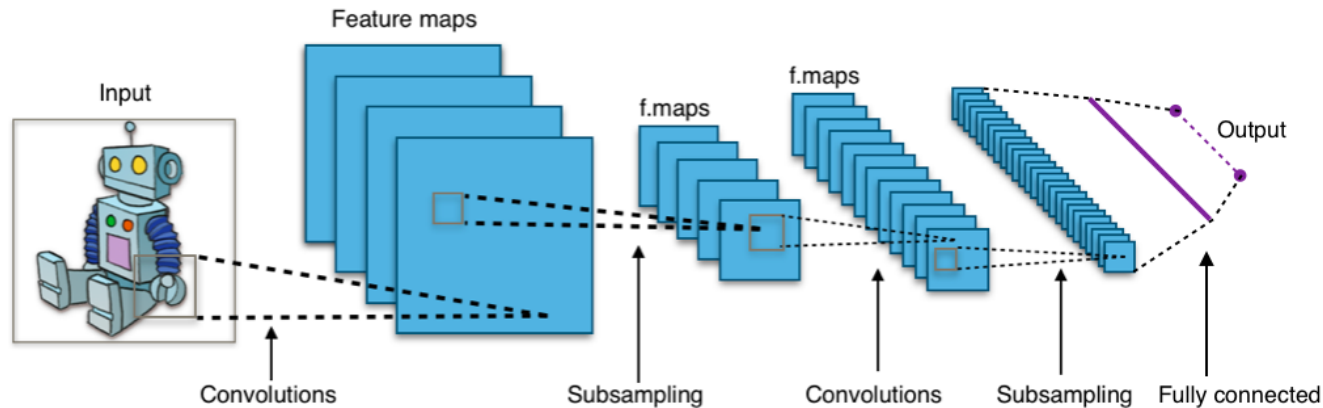 Feature maps
f.maps
Input
f.maps
Output
Convolutions
Subsampling
Convolutions
Subsampling
Fully connected